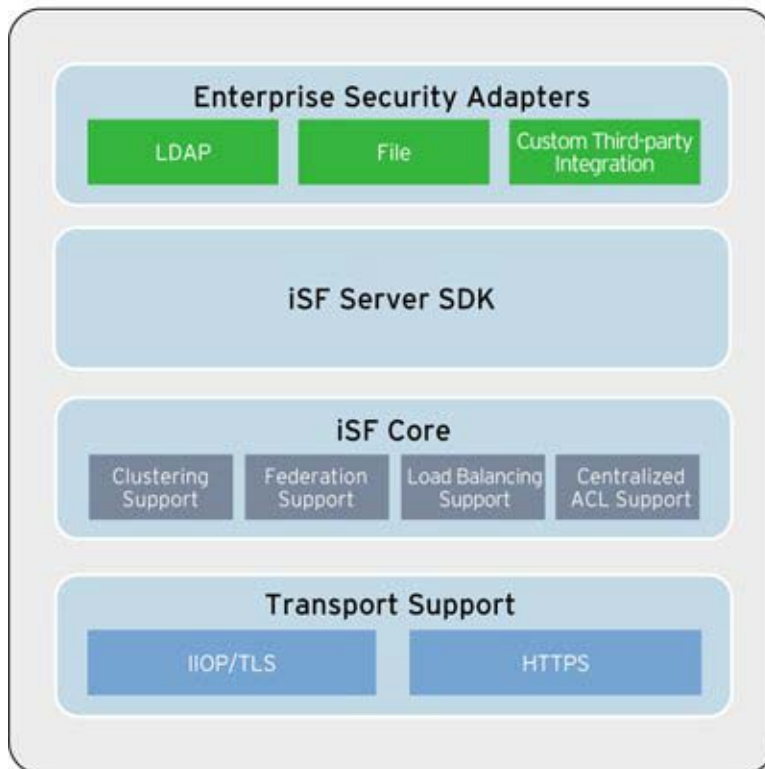 Enterprise Security Adapters
LDAP
File
Custom Third-party
Integration
iSF Server SDK
iSF Core
Clustering
Support
Federation
Support
Load Balancing
Support
Centralized
ACL Support
Transport Support
IIOP/TLS
HTTPS